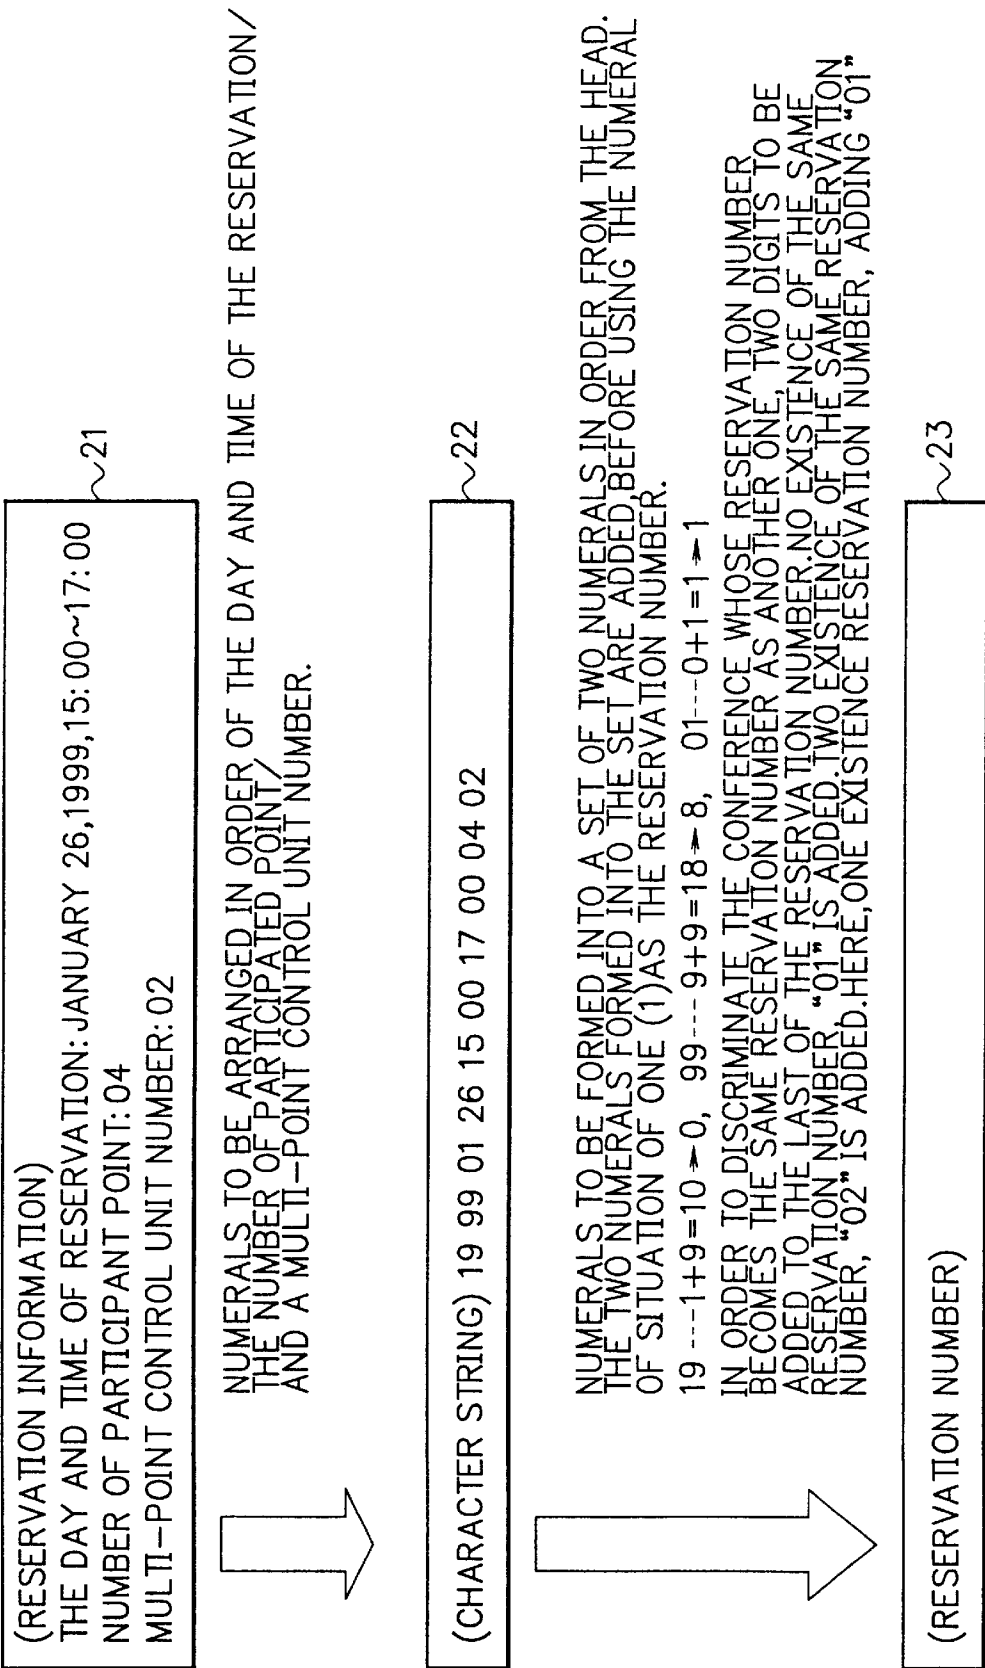 (RESERVATION INFORMATION)
THE DAY AND TIME OF RESERVATION: JANUARY 26,1999,15:00~17:00
NUMBER OF PARTICIPANT POINT: 04
MULTI-POINT CONTROL UNIT NUMBER: 02
~21
NUMERALS TO BE ARRANGED IN ORDER OF THE DAY AND TIME OF THE RESERVATION/
THE NUMBER OF PARTICIPATED POINT/
AND A MULTI-POINT CONTROL UNIT NUMBER.
(CHARACTER STRING) 19 99 01 26 15 00 17 00 04 02
~22
NUMERALS TO BE FORMED INTO A SET OF TWO NUMERALS IN ORDER FROM THE HEAD.
THE TWO NUMERALS FORMED INTO THE SET ARE ADDED,BEFORE USING THE NUMERAL
OF SITUATION OF ONE (1)AS THE RESERVATION NUMBER.
19 ----1+9=10➛0, 99----9+9=18➛8, 01---0+1=1➛1
IN ORDER TO DISCRIMINATE THE CONFERENCE WHOSE RESERVATION NUMBER
BECOMES THE SAME RESERVATION NUMBER AS ANOTHER ONE, TWO DIGITS TO BE
ADDED TO THE LAST OF THE RESERVATION NUMBER.NO EXISTENCE OF THE SAME
RESERVATION NUMBER, "01" IS ADDED.TWO EXISTENCE OF THE SAME RESERVATION
NUMBER, "02" IS ADDED.HERE,ONE EXISTENCE RESERVATION NUMBER, ADDING "01"
(RESERVATION NUMBER)
~23